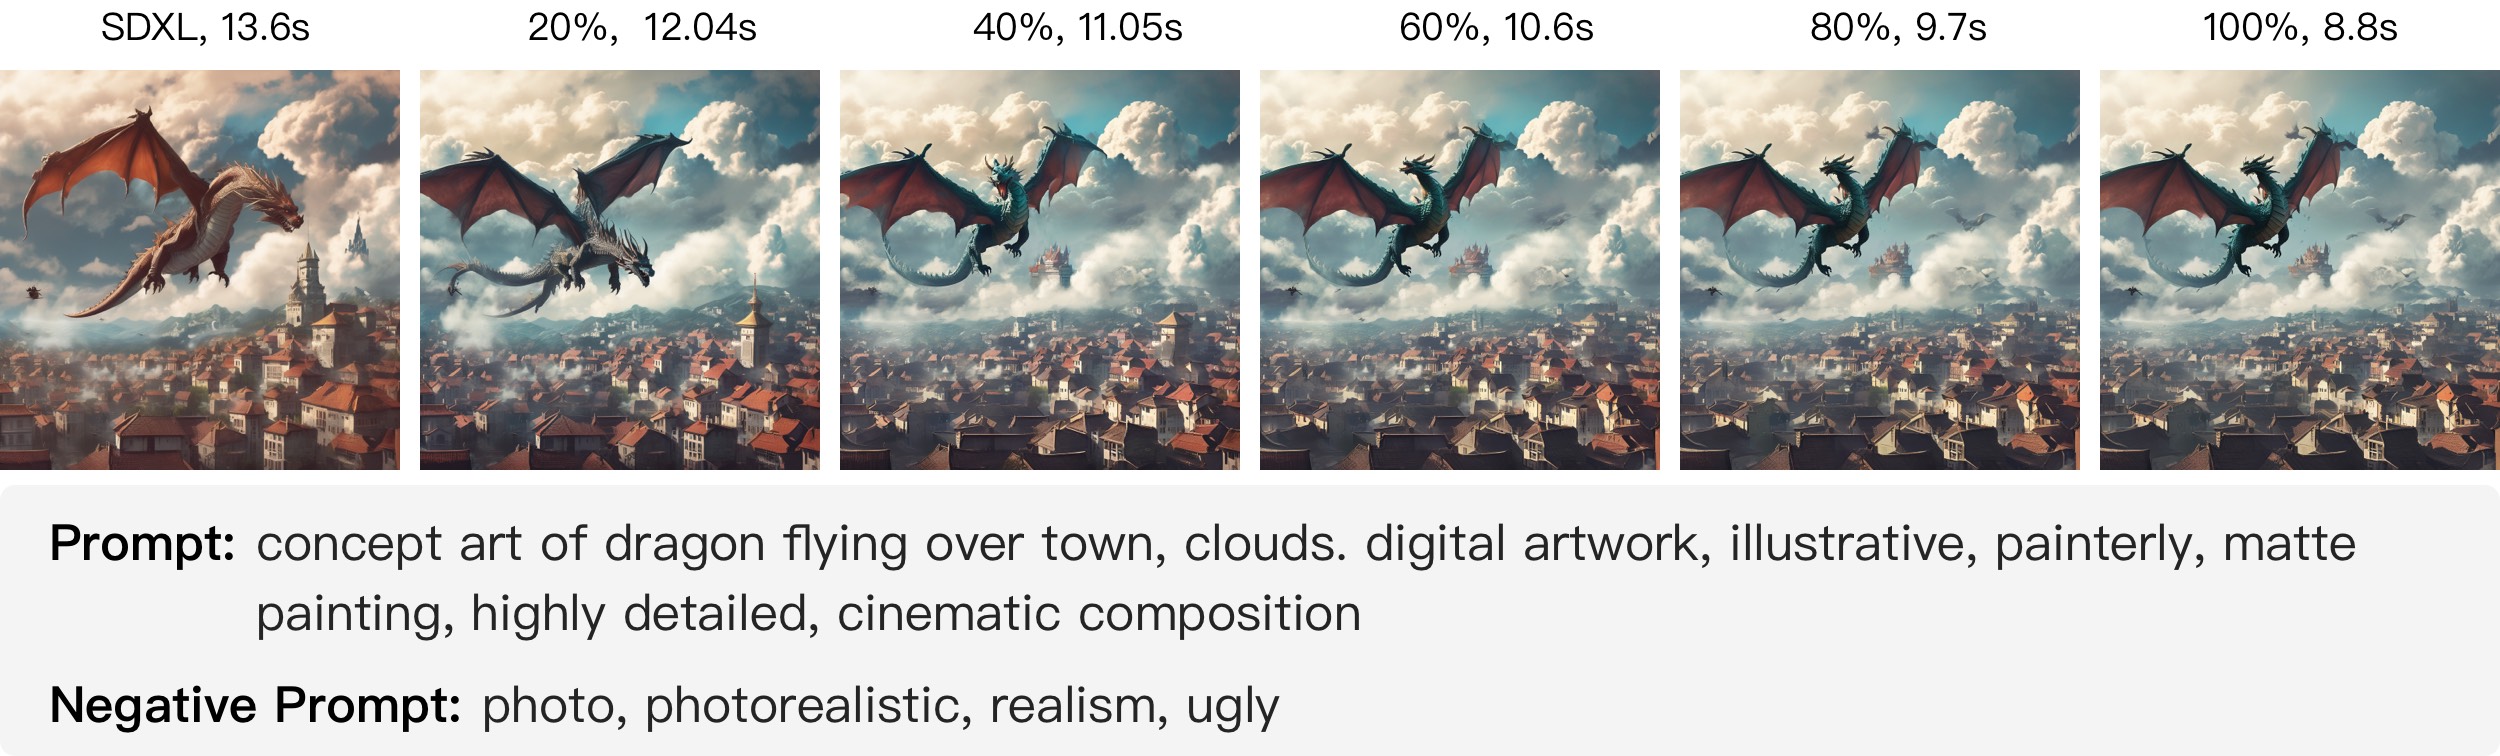 SDXL, 13.6s
20%, 12.04s
40%, 11.05s
60%, 10.6s
80%, 9.7s
100%, 8.8s
Prompt: concept art of dragon flying over town, clouds. digital artwork, illustrative, painterly, matte
painting, highly detailed, cinematic composition
Negative Prompt: photo, photorealistic, realism, ugly